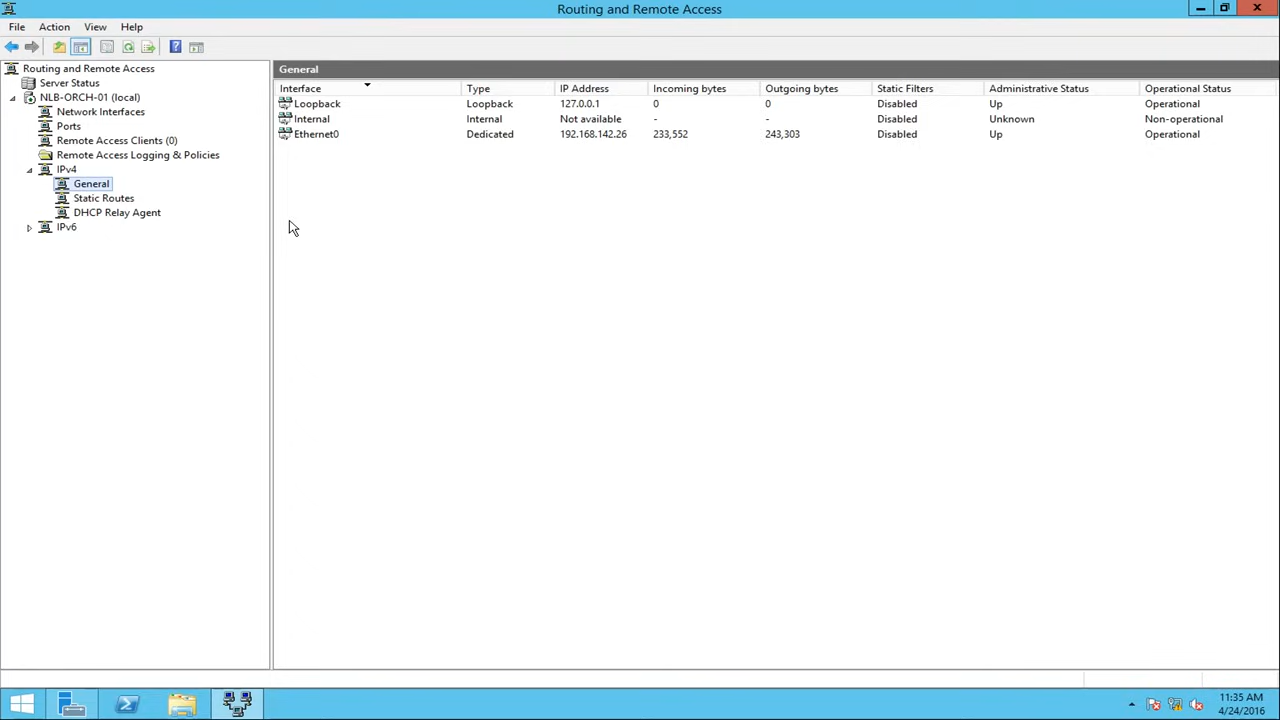 Routing and Remote Access
File Action View Help
Routing and Remote Access
Server Status
NLB-ORCH-01 (local)
Network Interfaces
Ports
Remote Access Clients (0)
Remote Access Logging & Policies
IPv4
General
Static Routes
DHCP Relay Agent
IPv6
General
Interface Type IP Address Incoming bytes Outgoing bytes Static Filters Administrative Status Operational Status
Loopback Loopback 127.0.0.1 0 0 Disabled Up Operational
Internal Internal Not available - - Disabled Unknown Non-operational
Ethernet0 Dedicated 192.168.142.26 233,552 243,303 Disabled Up Operational
11:35 AM
4/24/2016